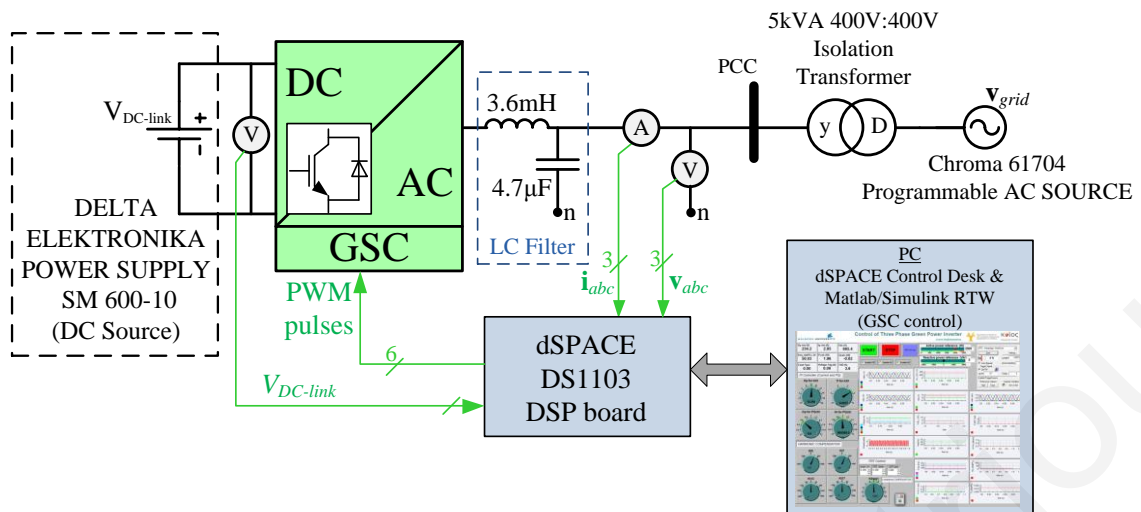 5kVA 400V:400V
Isolation
Transformer
PCC
DC
3.6mH
V_DC-link
+
V
A
y
D
v_grid
V
AC
4.7μF
n
n
Chroma 61704
Programmable AC SOURCE
DELTA
ELEKTRONIKA
POWER SUPPLY
SM 600-10
(DC Source)
GSC
LC Filter
PWM
pulses
3
3
i_abc
v_abc
6
V_DC-link
dSPACE
DS1103
DSP board
PC
dSPACE Control Desk &
Matlab/Simulink RTW
(GSC control)
Control of Three Phase Green Power Inverter